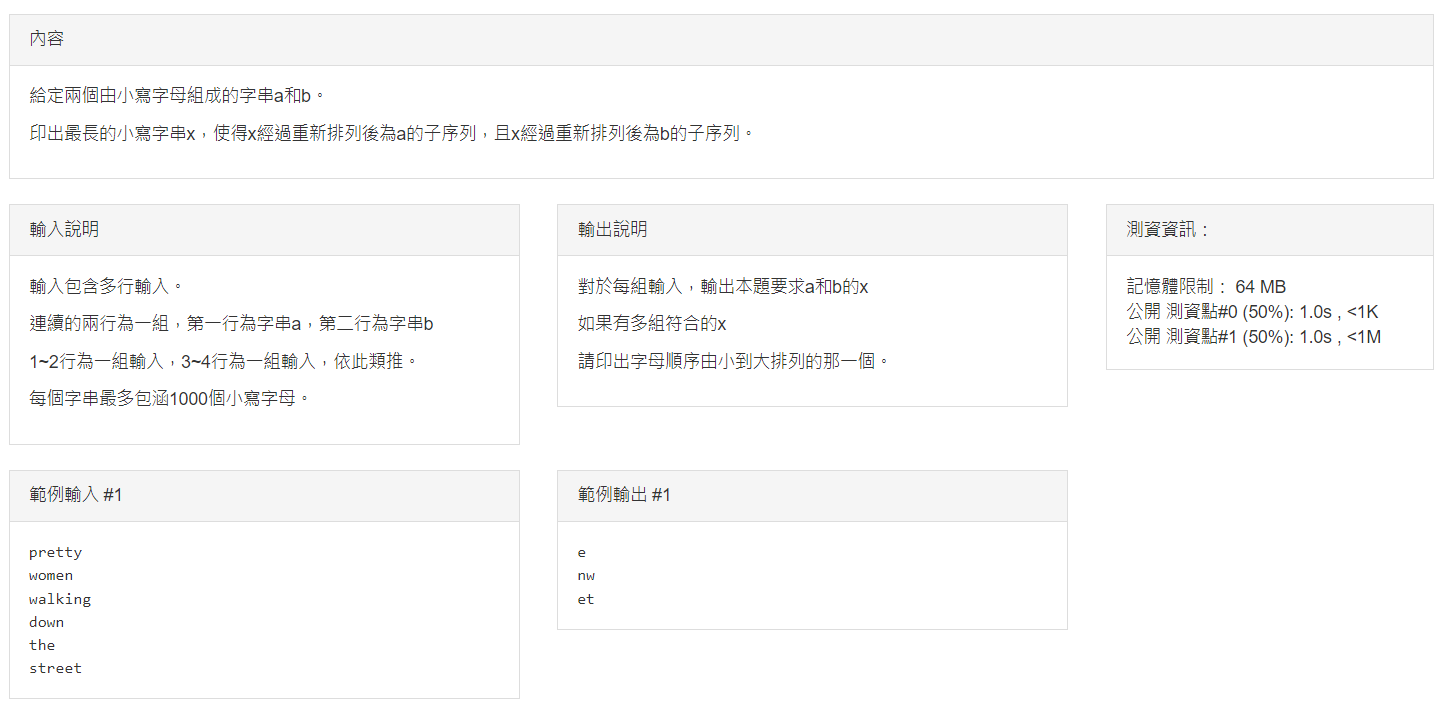 內容
給定兩個由小寫字母組成的字串a和b。
印出最長的小寫字串x，使得x經過重新排列後為a的子序列，且x經過重新排列後為b的子序列。
輸入說明
輸入包含多行輸入。
連續的兩行為一組，第一行為字串a，第二行為字串b
1~2行為一組輸入，3~4行為一組輸入，依此類推。
每個字串最多包涵1000個小寫字母。
輸出說明
對於每組輸入，輸出本題要求a和b的x
如果有多組符合的x
請印出字母順序由小到大排列的那一個。
測資資訊：
記憶體限制： 64 MB
公開 測資點#0 (50%): 1.0s , <1K
公開 測資點#1 (50%): 1.0s , <1M
範例輸入 #1
pretty
women
walking
down
the
street
範例輸出 #1
e
nw
et